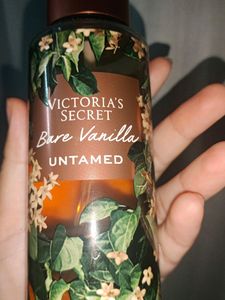 VICTORIA'S
SECRET
Bare Vanilla
UNTAMED